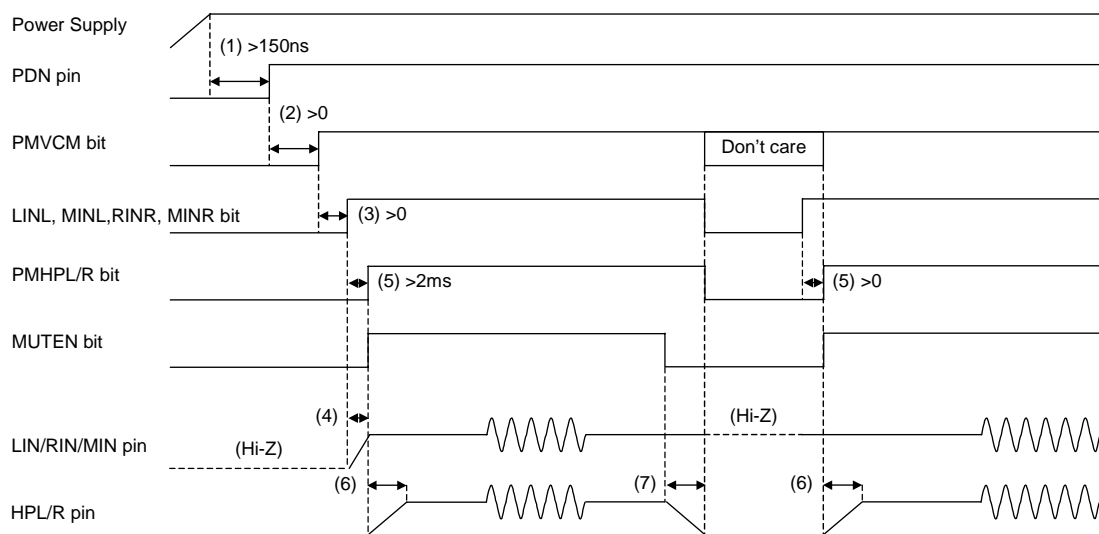 Power Supply
(1) >150ns
PDN pin
(2) >0
PMVCM bit
Don't care
LINL, MINL,RINR, MINR bit
(3) >0
PMHPL/R bit
(5) >2ms
(5) >0
MUTEN bit
(4)
LIN/RIN/MIN pin
(Hi-Z)
(Hi-Z)
(6)
(7)
(6)
HPL/R pin